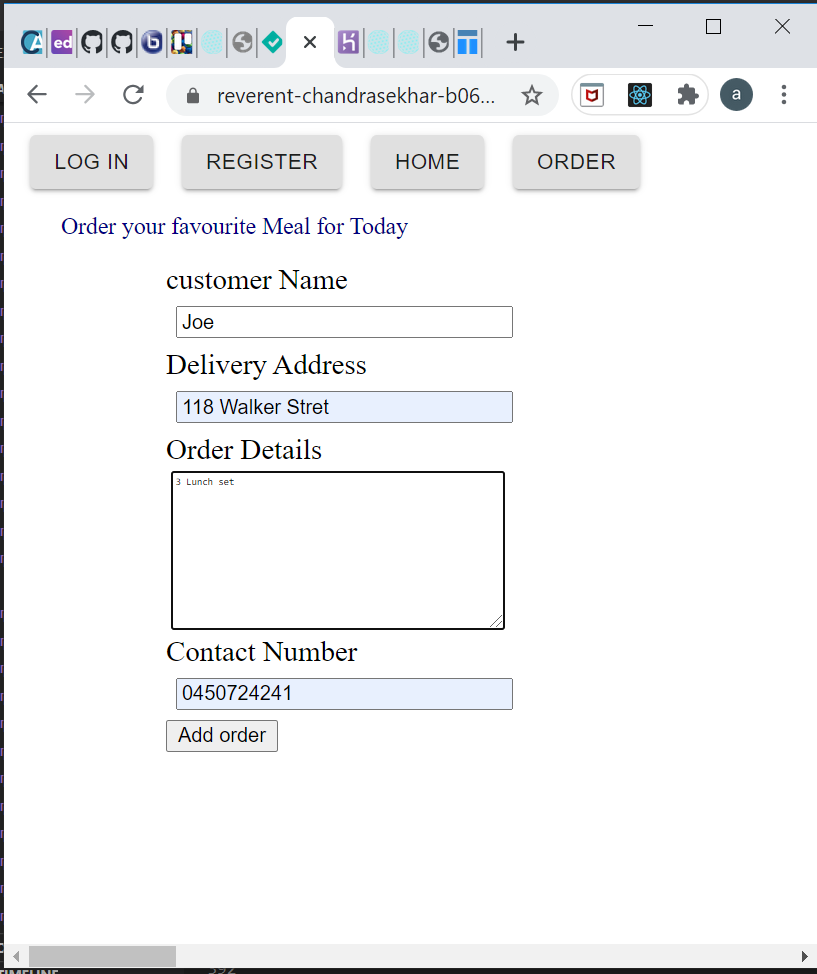 ed
reverent-chandrasekhar-b06...
a
LOG IN
REGISTER
HOME
ORDER
Order your favourite Meal for Today
customer Name
Joe
Delivery Address
118 Walker Stret
Order Details
3 Lunch set
Contact Number
0450724241
Add order